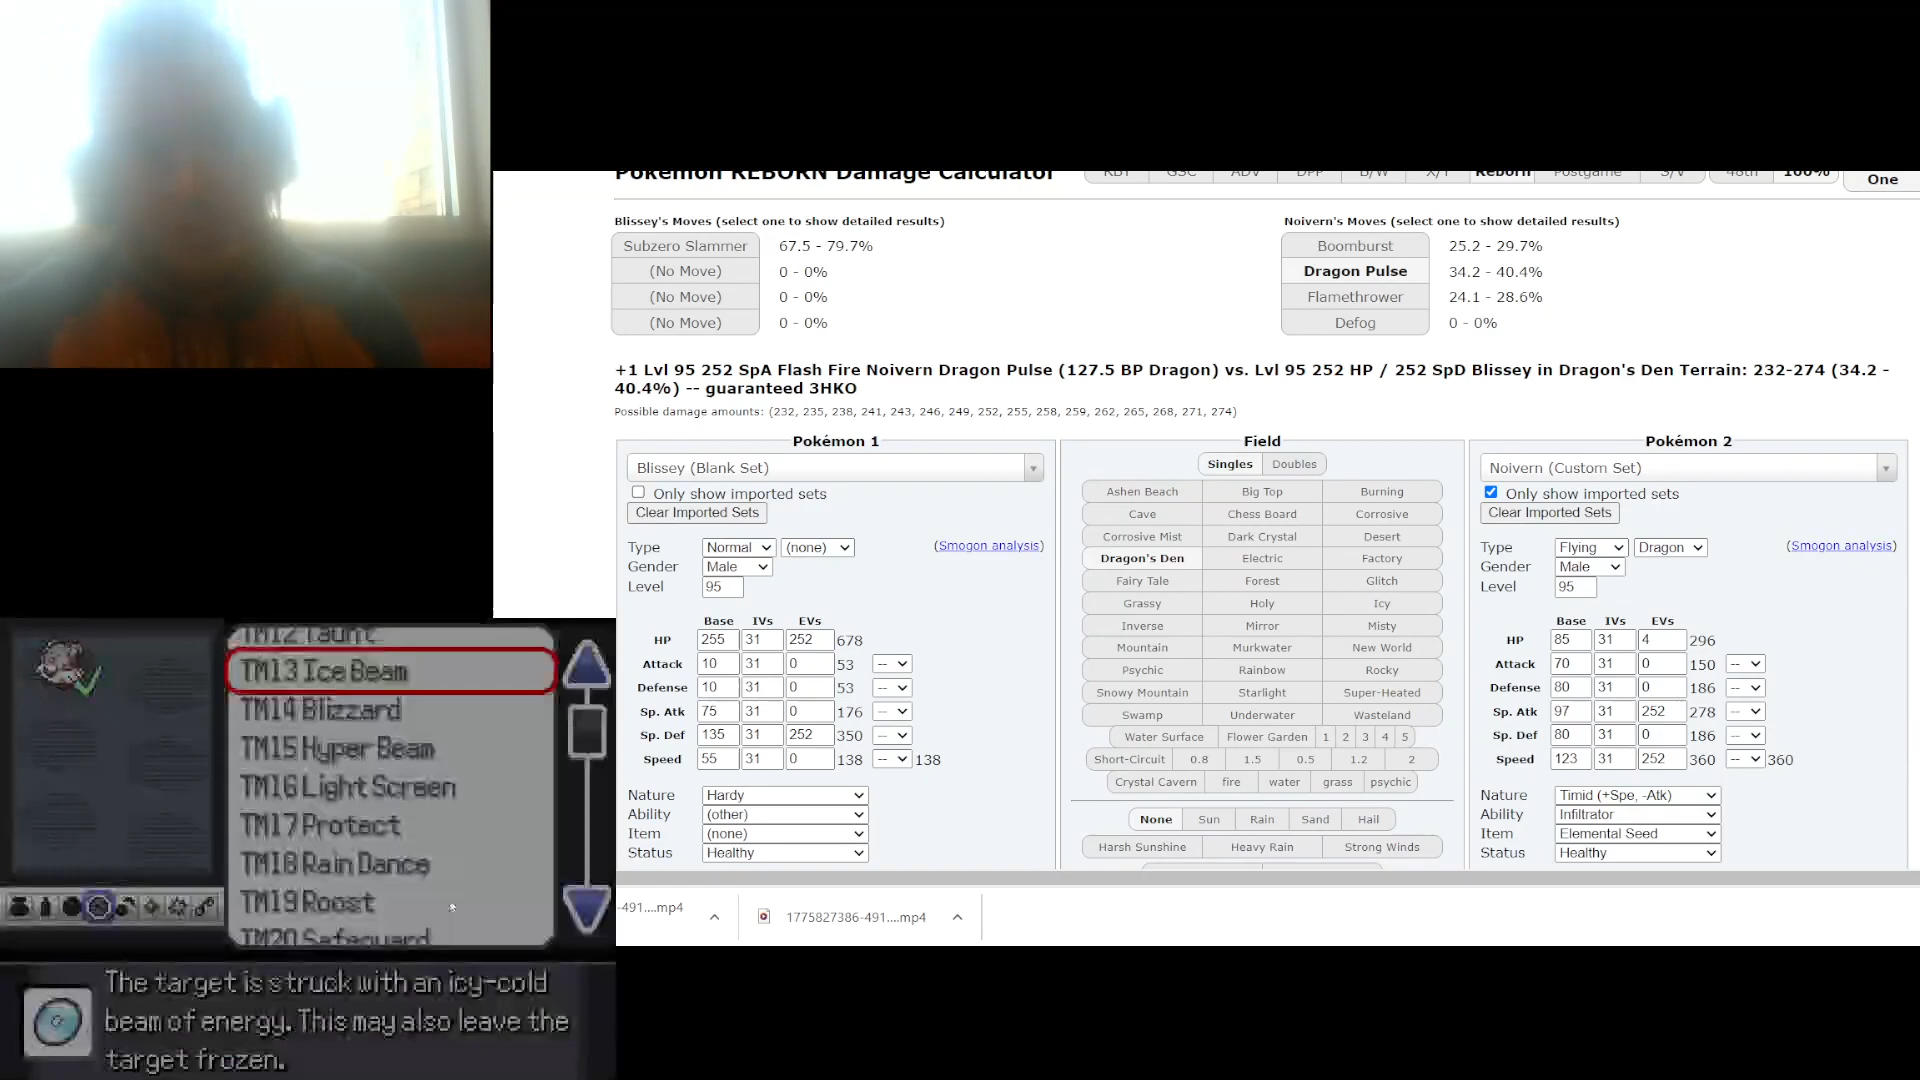 Pokémon REBORN Damage Calculator
RBY GSC ADV DPP B/W X/Y Reborn Postgame S/V 48th 100% One
Blissey's Moves (select one to show detailed results)
Subzero Slammer 67.5 - 79.7%
(No Move) 0 - 0%
(No Move) 0 - 0%
(No Move) 0 - 0%
Noivern's Moves (select one to show detailed results)
Boomburst 25.2 - 29.7%
Dragon Pulse 34.2 - 40.4%
Flamethrower 24.1 - 28.6%
Defog 0 - 0%
+1 Lvl 95 252 SpA Flash Fire Noivern Dragon Pulse (127.5 BP Dragon) vs. Lvl 95 252 HP / 252 SpD Blissey in Dragon's Den Terrain: 232-274 (34.2 -
40.4%) -- guaranteed 3HKO
Possible damage amounts: (232, 235, 238, 241, 243, 246, 249, 252, 255, 258, 259, 262, 265, 268, 271, 274)
Pokémon 1
Blissey (Blank Set)
Only show imported sets
Clear Imported Sets
Type Normal (none) (Smogon analysis)
Gender Male
Level 95
Base IVs EVs
HP 255 31 252 678
Attack 10 31 0 53 --
Defense 10 31 0 53 --
Sp. Atk 75 31 0 176 --
Sp. Def 135 31 252 350 --
Speed 55 31 0 138 -- 138
Nature Hardy
Ability (other)
Item (none)
Status Healthy
Field
Singles Doubles
Ashen Beach Big Top Burning
Cave Chess Board Corrosive
Corrosive Mist Dark Crystal Desert
Dragon's Den Electric Factory
Fairy Tale Forest Glitch
Grassy Holy Icy
Inverse Mirror Misty
Mountain Murkwater New World
Psychic Rainbow Rocky
Snowy Mountain Starlight Super-Heated
Swamp Underwater Wasteland
Water Surface Flower Garden 1 2 3 4 5
Short-Circuit 0.8 1.5 0.5 1.2 2
Crystal Cavern fire water grass psychic
None Sun Rain Sand Hail
Harsh Sunshine Heavy Rain Strong Winds
Pokémon 2
Noivern (Custom Set)
Only show imported sets
Clear Imported Sets
Type Flying Dragon (Smogon analysis)
Gender Male
Level 95
Base IVs EVs
HP 85 31 4 296
Attack 70 31 0 150 --
Defense 80 31 0 186 --
Sp. Atk 97 31 252 278 --
Sp. Def 80 31 0 186 --
Speed 123 31 252 360 -- 360
Nature Timid (+Spe, -Atk)
Ability Infiltrator
Item Elemental Seed
Status Healthy
-491....mp4
1775827386-491....mp4
TM12 Taunt
TM13 Ice Beam
TM14 Blizzard
TM15 Hyper Beam
TM16 Light Screen
TM17 Protect
TM18 Rain Dance
TM19 Roost
TM20 Safeguard
The target is struck with an icy-cold
beam of energy. This may also leave the
target frozen.